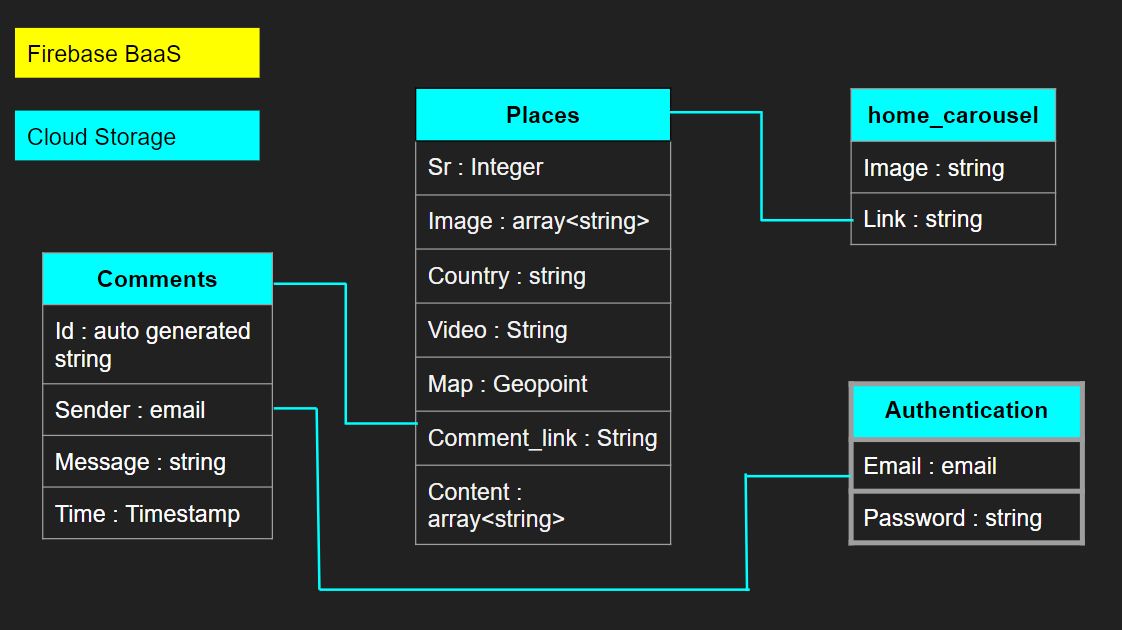 Firebase BaaS
Cloud Storage
Comments
Id : auto generated
string
Sender : email
Message : string
Time : Timestamp
Places
Sr : Integer
Image : array<string>
Country : string
Video : String
Map : Geopoint
Comment_link : String
Content :
array<string>
home_carousel
Image : string
Link : string
Authentication
Email : email
Password : string